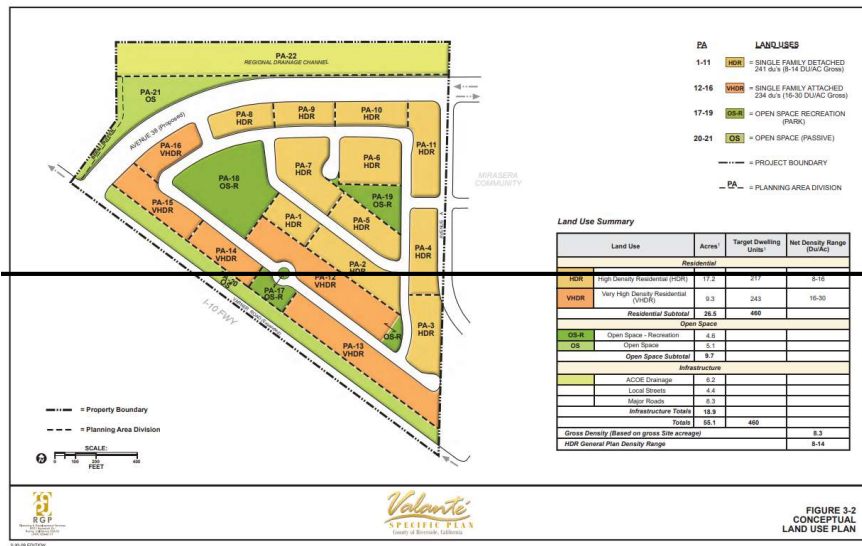 PA-22
REGIONAL DRAINAGE CHANNEL
PA-21
OS
AVENUE 38 (Proposed)
PA-8
HDR
PA-9
HDR
PA-10
HDR
PA-11
HDR
PA-16
VHDR
PA-7
HDR
PA-6
HDR
PA-18
OS-R
PA-19
OS-R
PA-15
VHDR
PA-1
HDR
PA-5
HDR
PA-14
VHDR
PA-2
HDR
PA-4
HDR
PA-12
VHDR
PA-20
OS
PA-17
OS-R
PA-3
HDR
OS-R
PA-13
VHDR
I-10 FWY
MIRASERA
COMMUNITY
PA LAND USES
1-11 HDR = SINGLE FAMILY DETACHED
241 du's (8-14 DU/AC Gross)
12-16 VHDR = SINGLE FAMILY ATTACHED
234 du's (16-30 DU/AC Gross)
17-19 OS-R = OPEN SPACE RECREATION
(PARK)
20-21 OS = OPEN SPACE (PASSIVE)
= PROJECT BOUNDARY
PA = PLANNING AREA DIVISION
Land Use Summary
Land Use Acres¹ Target Dwelling Units¹ Net Density Range (Du/Ac)
Residential
HDR High Density Residential (HDR) 17.2 217 8-16
VHDR Very High Density Residential (VHDR) 9.3 243 16-30
Residential Subtotal 26.5 460
Open Space
OS-R Open Space - Recreation 4.6
OS Open Space 5.1
Open Space Subtotal 9.7
Infrastructure
ACOE Drainage 6.2
Local Streets 4.4
Major Roads 8.3
Infrastructure Totals 18.9
Totals 55.1 460
Gross Density (Based on gross Site acreage) 8.3
HDR General Plan Density Range 8-14
= Property Boundary
= Planning Area Division
SCALE:
0 100 200 400
FEET
RGP
Valanté
SPECIFIC PLAN
County of Riverside, California
FIGURE 3-2
CONCEPTUAL
LAND USE PLAN